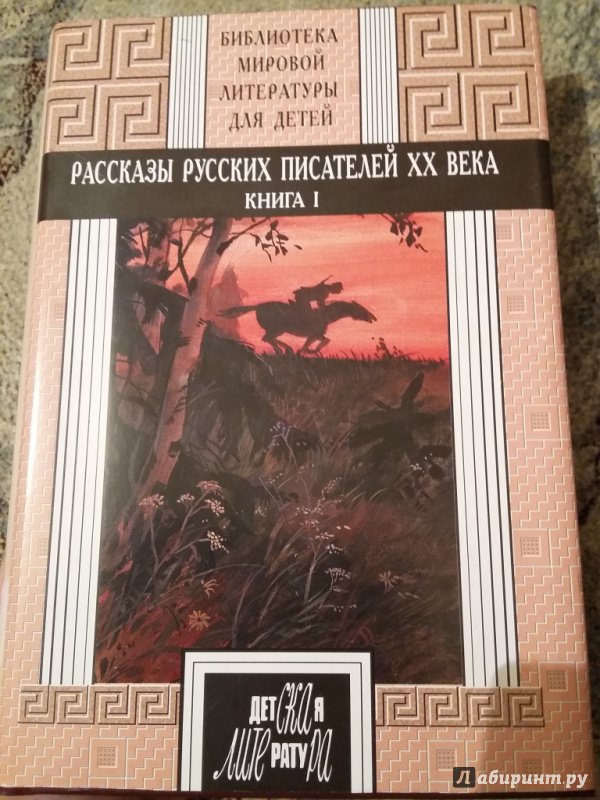 БИБЛИОТЕКА
МИРОВОЙ
ЛИТЕРАТУРЫ
ДЛЯ ДЕТЕЙ
РАССКАЗЫ РУССКИХ ПИСАТЕЛЕЙ XX ВЕКА
КНИГА I
ДЕТСКАЯ
ЛИТЕРАТУРА
Лабиринт.ру